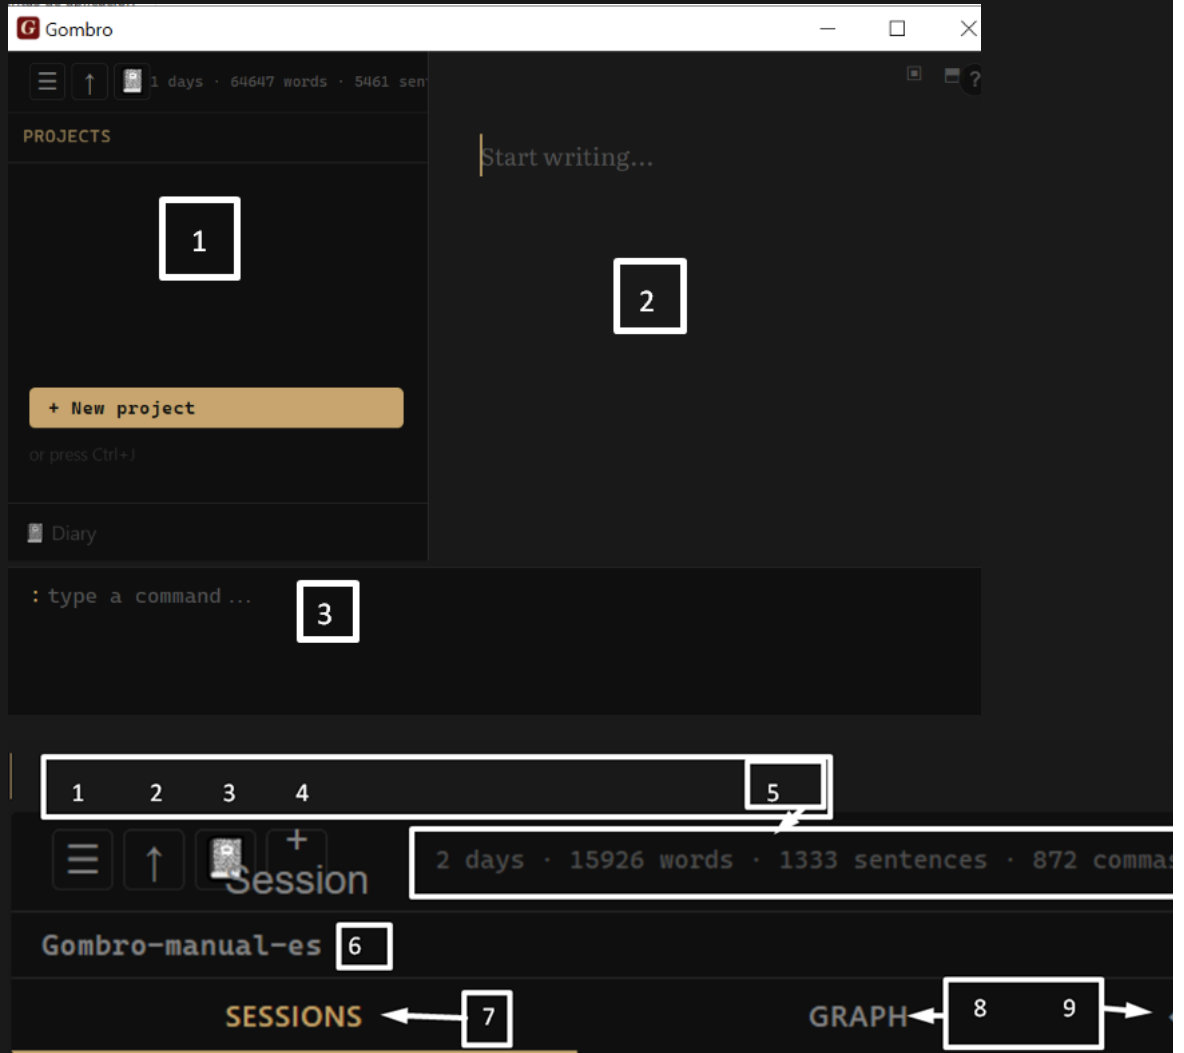 Gombro
1 days · 64647 words · 5461 sen
?
PROJECTS
Start writing...
1
2
+ New project
or press Ctrl+J
Diary
: type a command ...
3
1 2 3 4 5
+
Session
2 days · 15926 words · 1333 sentences · 872 commas
Gombro-manual-es 6
SESSIONS 7 GRAPH 8 9